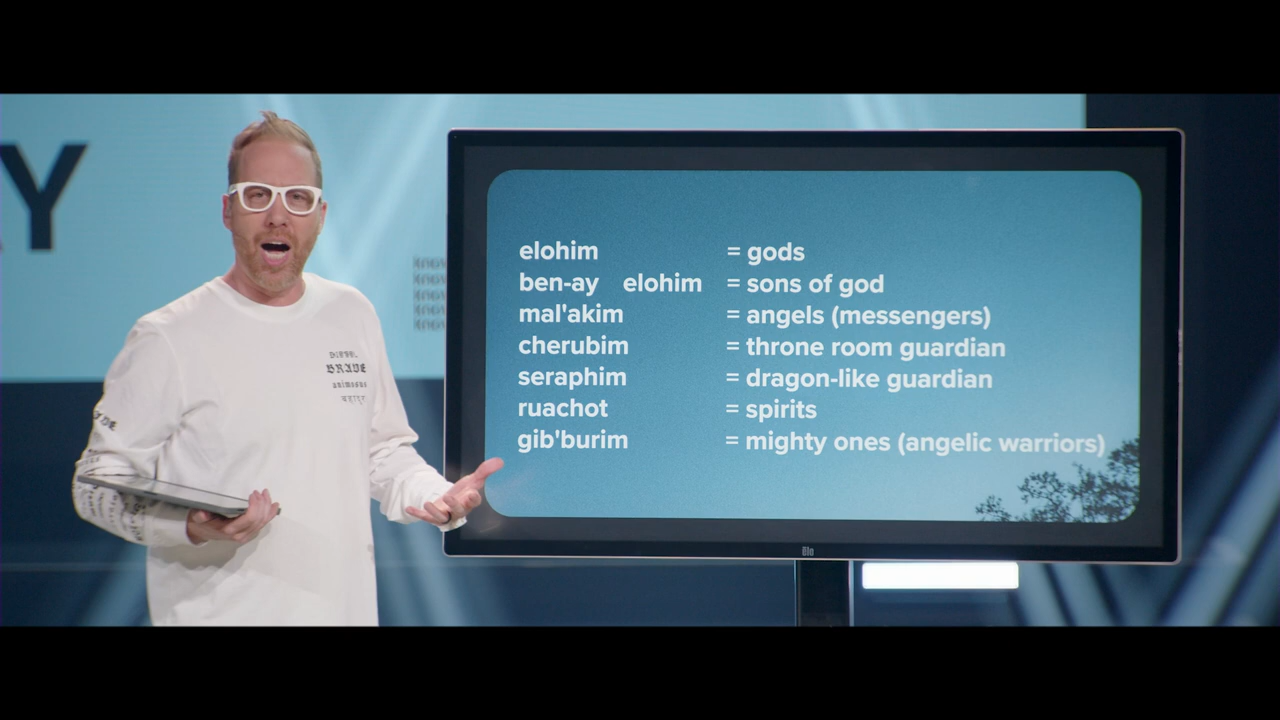 Y
elohim = gods
ben-ay elohim = sons of god
mal'akim = angels (messengers)
cherubim = throne room guardian
seraphim = dragon-like guardian
ruachot = spirits
gib'burim = mighty ones (angelic warriors)
BRAVE